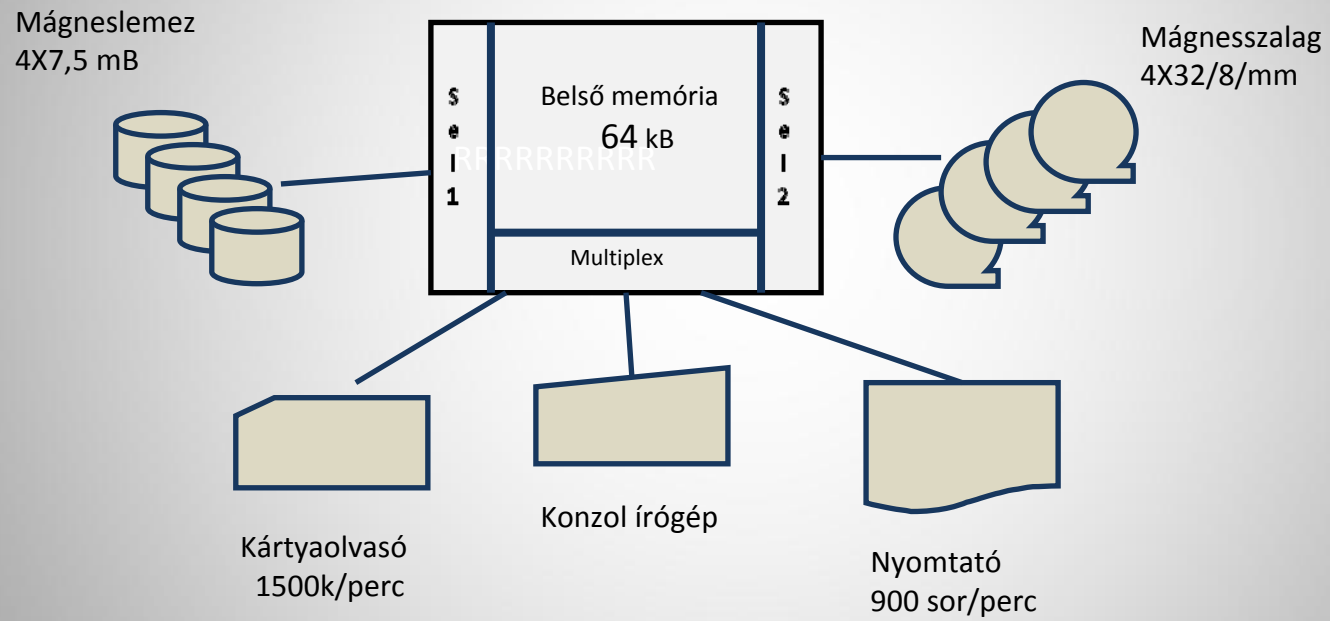 Mágneslemez
4X7,5 mB
Mágnesszalag
4X32/8/mm
S
e
l
1
Belső memória
64 kB
RRRRRRRRRR
S
e
l
2
Multiplex
Kártyaolvasó
1500k/perc
Konzol írógép
Nyomtató
900 sor/perc